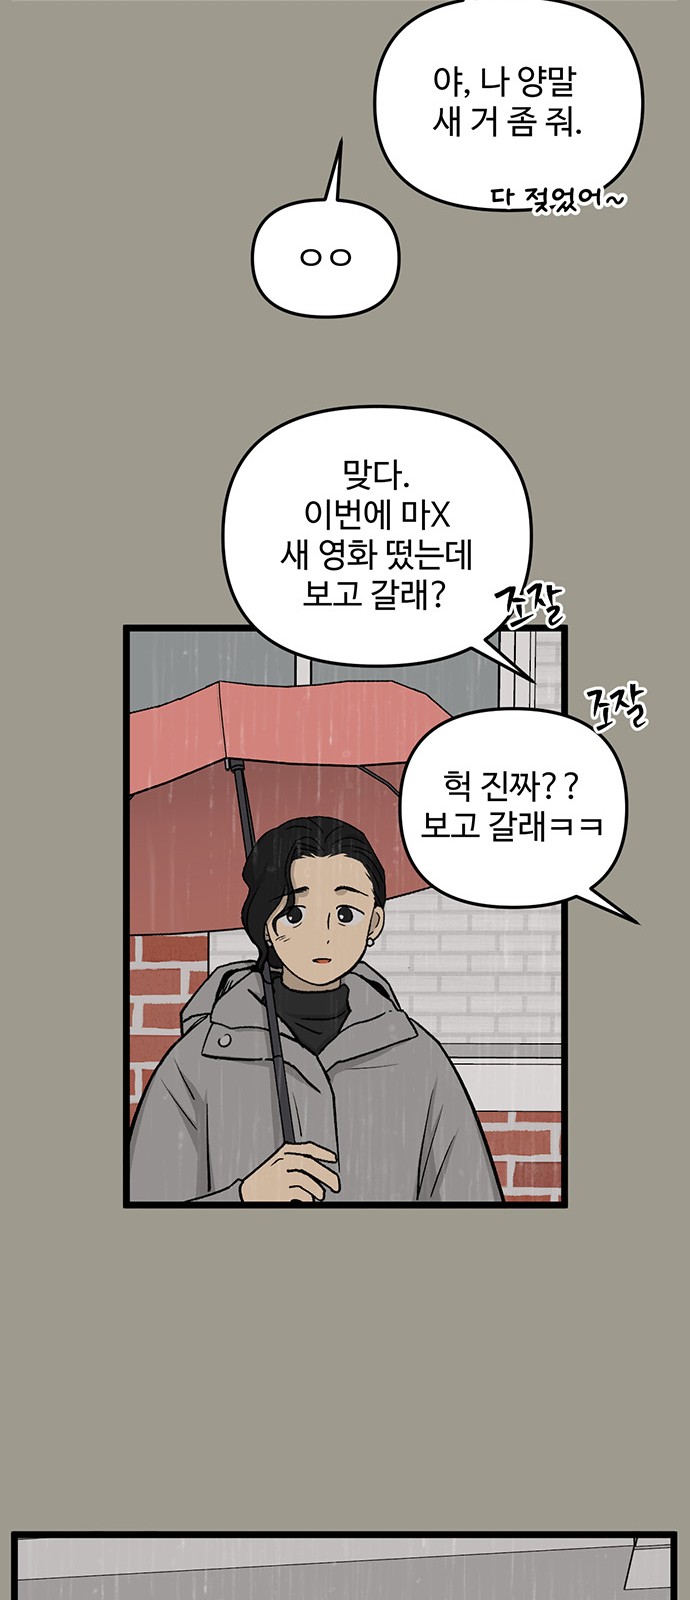 야, 나 양말
새 거 좀 줘.
다 젖었어~
ㅇㅇ
맞다.
이번에 마X
새 영화 떴는데
보고 갈래?
조잘
조잘
헉 진짜??
보고 갈래ㅋㅋ